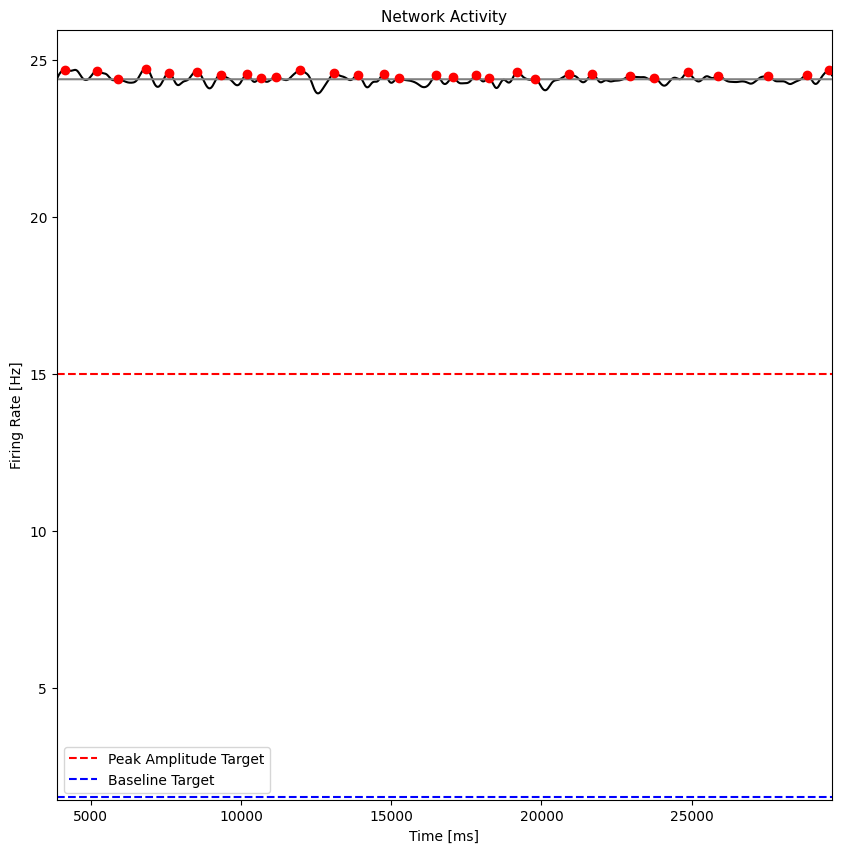 Network Activity
25
20
15
10
5
Firing Rate [Hz]
Peak Amplitude Target
Baseline Target
5000 10000 15000 20000 25000
Time [ms]